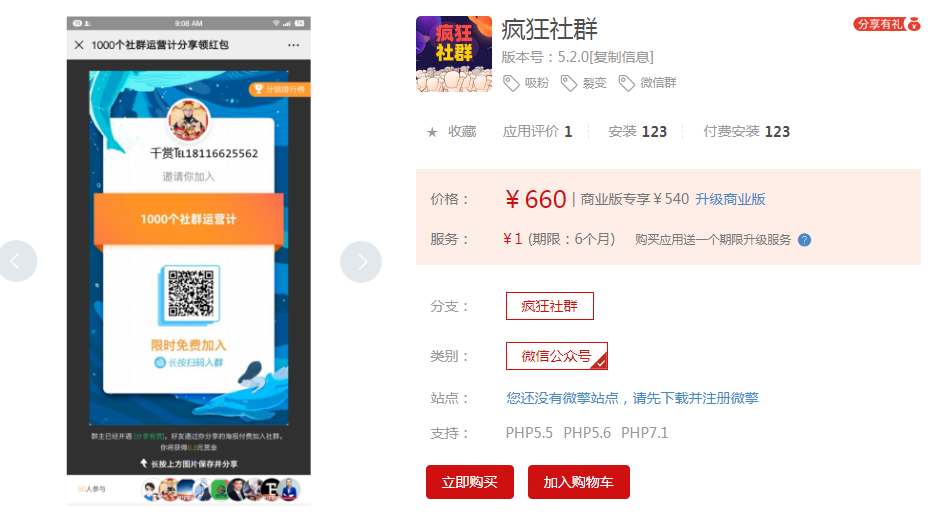 9:08 AM
1000个社群运营计分享领红包
分销排行榜
千赏℡18116625562
邀请你加入
1000个社群运营计
限时免费加入
长按扫码入群
群主已经开通[分享有赏]，好友通过你分享的海报付费加入社群，
你将获得0.3元赏金
长按上方图片保存并分享
50人参与
疯狂社群
疯狂社群
版本号：5.2.0[复制信息]
吸粉 裂变 微信群
分享有礼
★ 收藏 应用评价 1 安装 123 付费安装 123
价格： ¥ 660 | 商业版专享￥540 升级商业版
服务： ¥ 1 (期限：6个月) 购买应用送一个期限升级服务 ?
分支： 疯狂社群
类别： 微信公众号
站点： 您还没有微擎站点，请先下载并注册微擎
支持： PHP5.5 PHP5.6 PHP7.1
立即购买 加入购物车